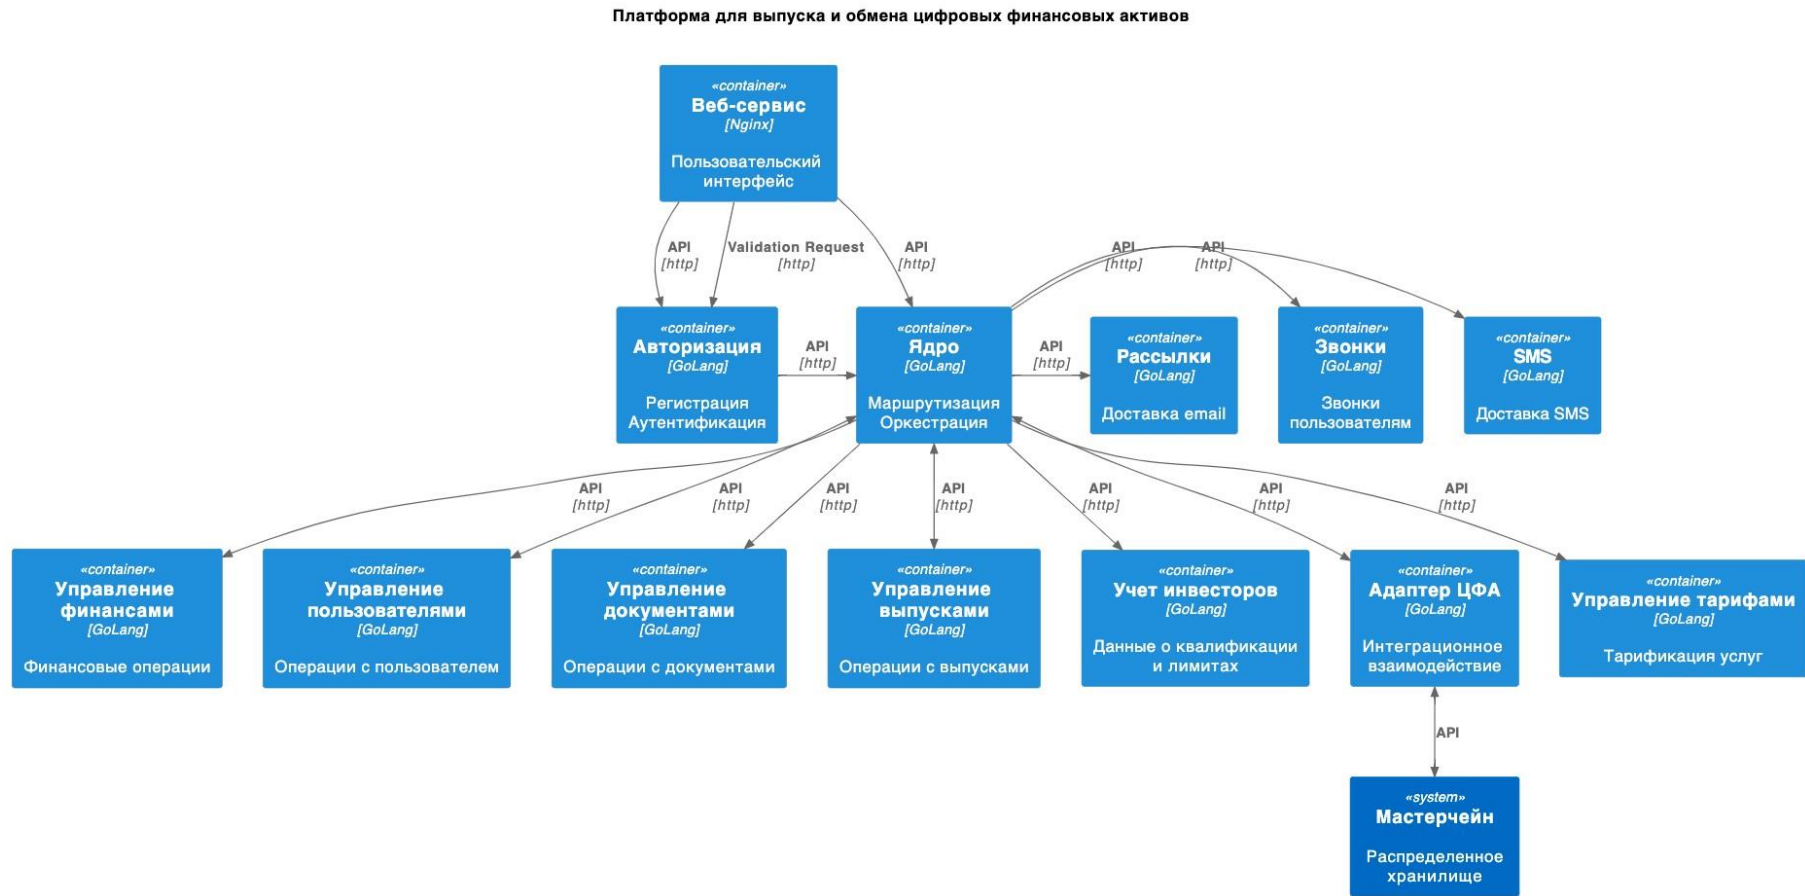 Платформа для выпуска и обмена цифровых финансовых активов
«container»
Веб-сервис
[Nginx]
Пользовательский
интерфейс
API
[http]
Validation Request
[http]
API
[http]
API
[http]
API
[http]
«container»
Авторизация
[GoLang]
Регистрация
Аутентификация
API
[http]
«container»
Ядро
[GoLang]
Маршрутизация
Оркестрация
API
[http]
«container»
Рассылки
[GoLang]
Доставка email
«container»
Звонки
[GoLang]
Звонки
пользователям
«container»
SMS
[GoLang]
Доставка SMS
API
[http]
API
[http]
API
[http]
API
[http]
API
[http]
API
[http]
API
[http]
«container»
Управление
финансами
[GoLang]
Финансовые операции
«container»
Управление
пользователями
[GoLang]
Операции с пользователем
«container»
Управление
документами
[GoLang]
Операции с документами
«container»
Управление
выпусками
[GoLang]
Операции с выпусками
«container»
Учет инвесторов
[GoLang]
Данные о квалификации
и лимитах
«container»
Адаптер ЦФА
[GoLang]
Интеграционное
взаимодействие
«container»
Управление тарифами
[GoLang]
Тарификация услуг
API
«system»
Мастерчейн
Распределенное
хранилище